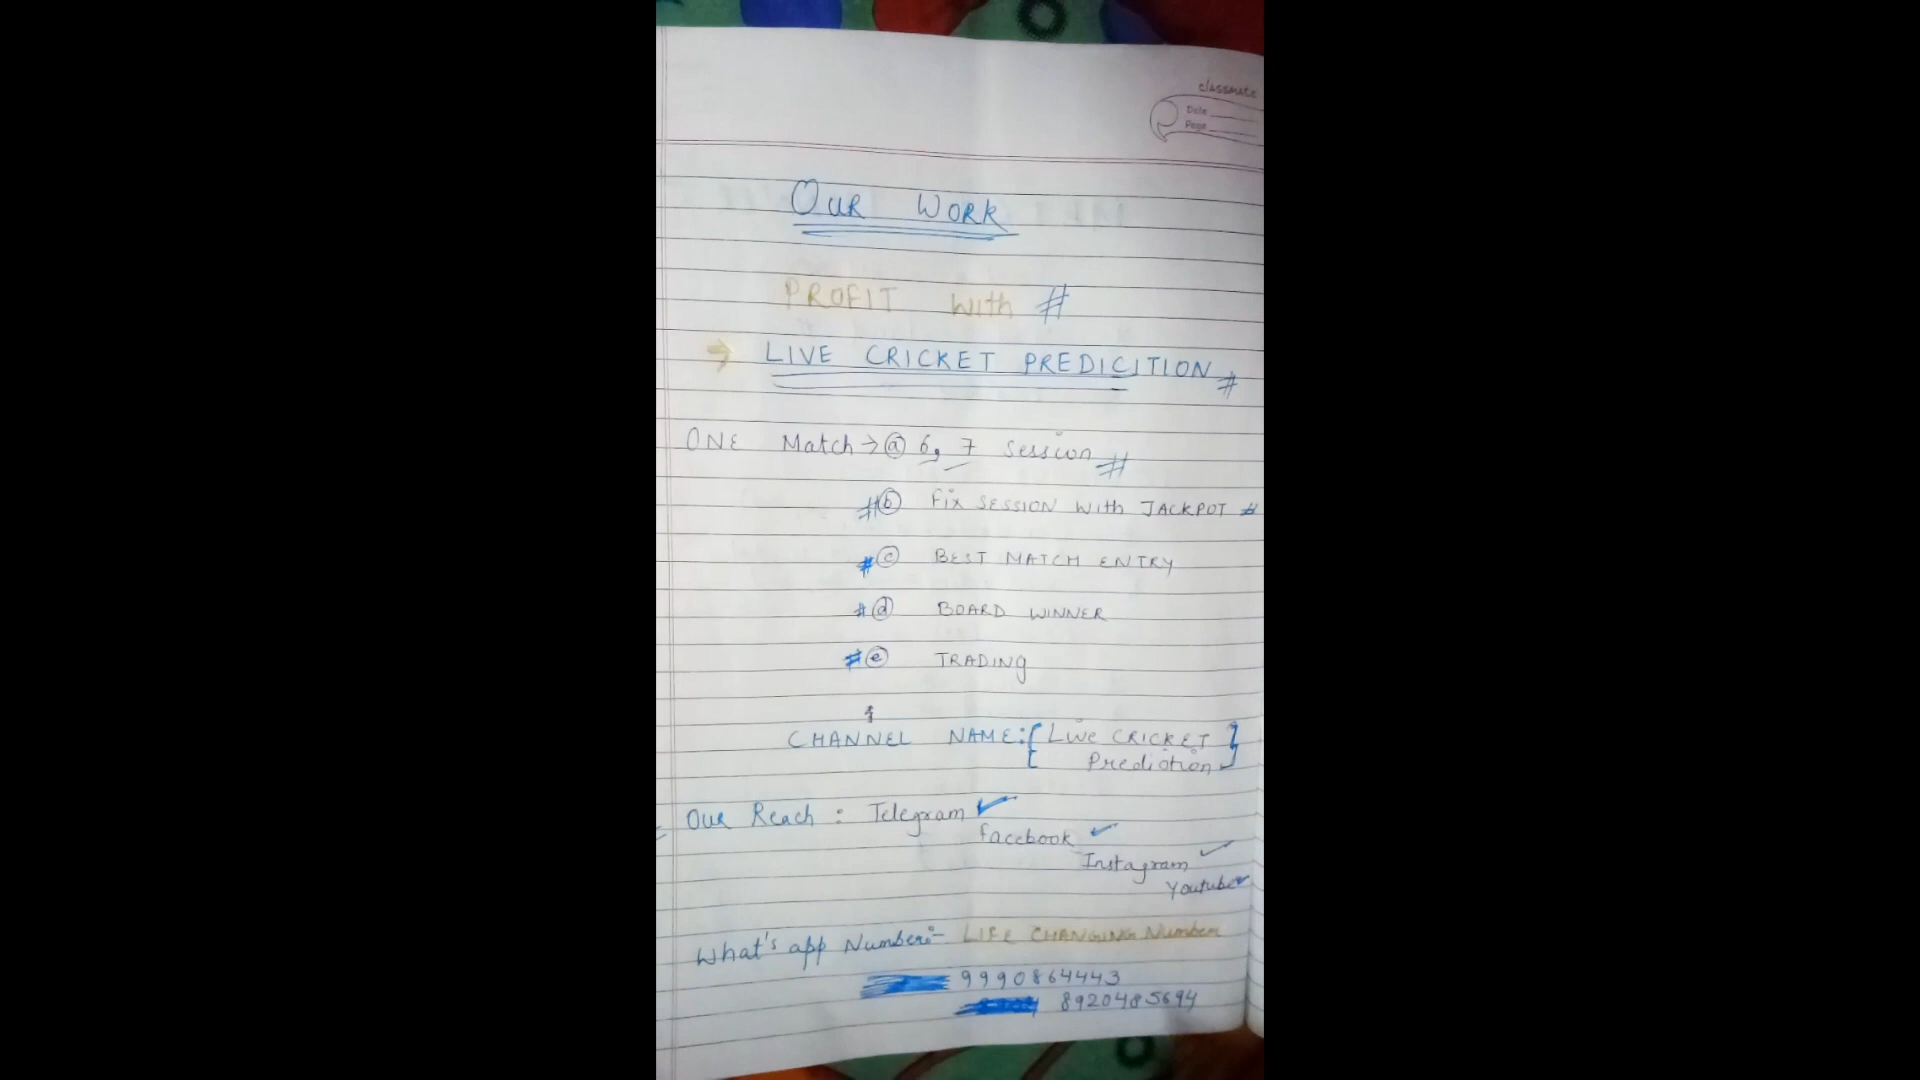 classmate
Date
Page
OUR WORK
PROFIT with #
→ LIVE CRICKET PREDICITION #
ONE Match → ⓐ 6, 7 Session #
#ⓑ Fix SESSION With JACKPOT #
#ⓒ BEST MATCH ENTRY
#ⓓ BOARD WINNER
#ⓔ TRADINg
CHANNEL NAME:[Live CRICKET
Prediction]
Our Reach : Telegram ✓
facebook ✓
Instagram ✓
Youtube ✓
What's app Number:- LIFE CHANGING Number
9990864443
8920485694